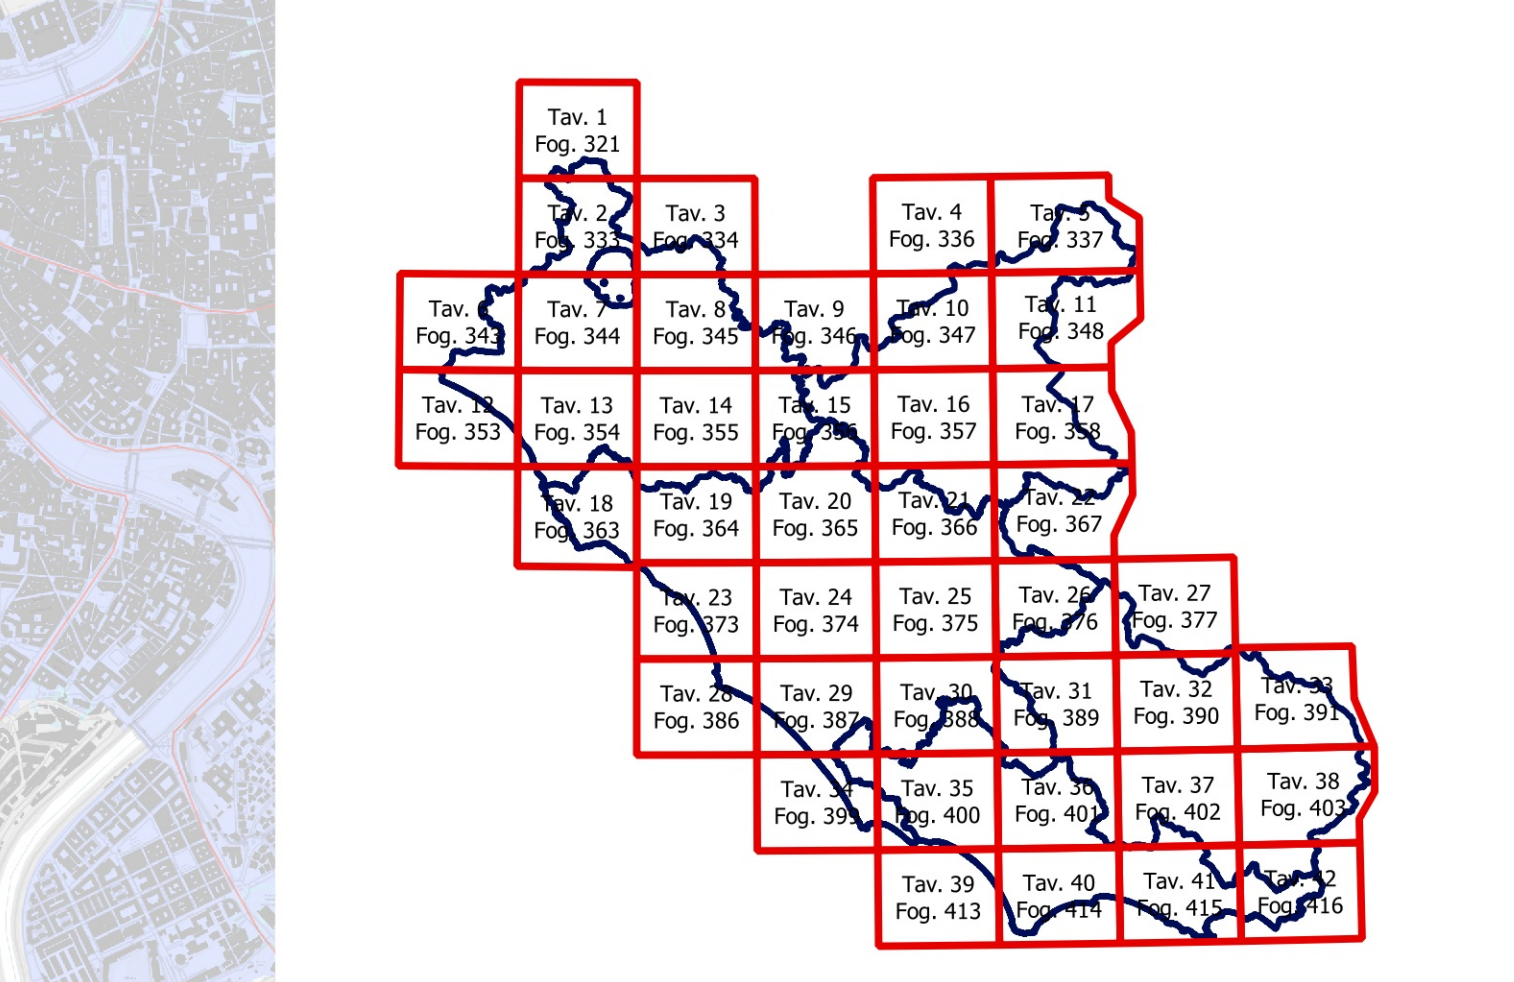 Tav. 1
Fog. 321
Tav. 2
Fog. 333
Tav. 3
Fog. 334
Tav. 4
Fog. 336
Tav. 5
Fog. 337
Tav. 6
Fog. 343
Tav. 7
Fog. 344
Tav. 8
Fog. 345
Tav. 9
Fog. 346
Tav. 10
Fog. 347
Tav. 11
Fog. 348
Tav. 12
Fog. 353
Tav. 13
Fog. 354
Tav. 14
Fog. 355
Tav. 15
Fog. 356
Tav. 16
Fog. 357
Tav. 17
Fog. 358
Tav. 18
Fog. 363
Tav. 19
Fog. 364
Tav. 20
Fog. 365
Tav. 21
Fog. 366
Tav. 22
Fog. 367
Tav. 23
Fog. 373
Tav. 24
Fog. 374
Tav. 25
Fog. 375
Tav. 26
Fog. 376
Tav. 27
Fog. 377
Tav. 28
Fog. 386
Tav. 29
Fog. 387
Tav. 30
Fog. 388
Tav. 31
Fog. 389
Tav. 32
Fog. 390
Tav. 33
Fog. 391
Tav. 34
Fog. 399
Tav. 35
Fog. 400
Tav. 36
Fog. 401
Tav. 37
Fog. 402
Tav. 38
Fog. 403
Tav. 39
Fog. 413
Tav. 40
Fog. 414
Tav. 41
Fog. 415
Tav. 42
Fog. 416